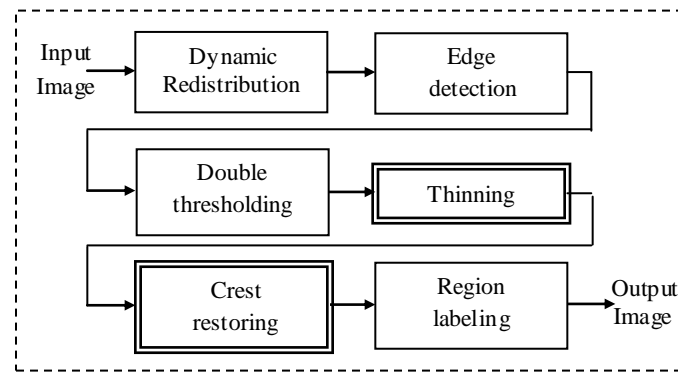 Input
Image
Dynamic
Redistribution
Edge
detection
Double
thresholding
Thinning
Crest
restoring
Region
labeling
Output
Image